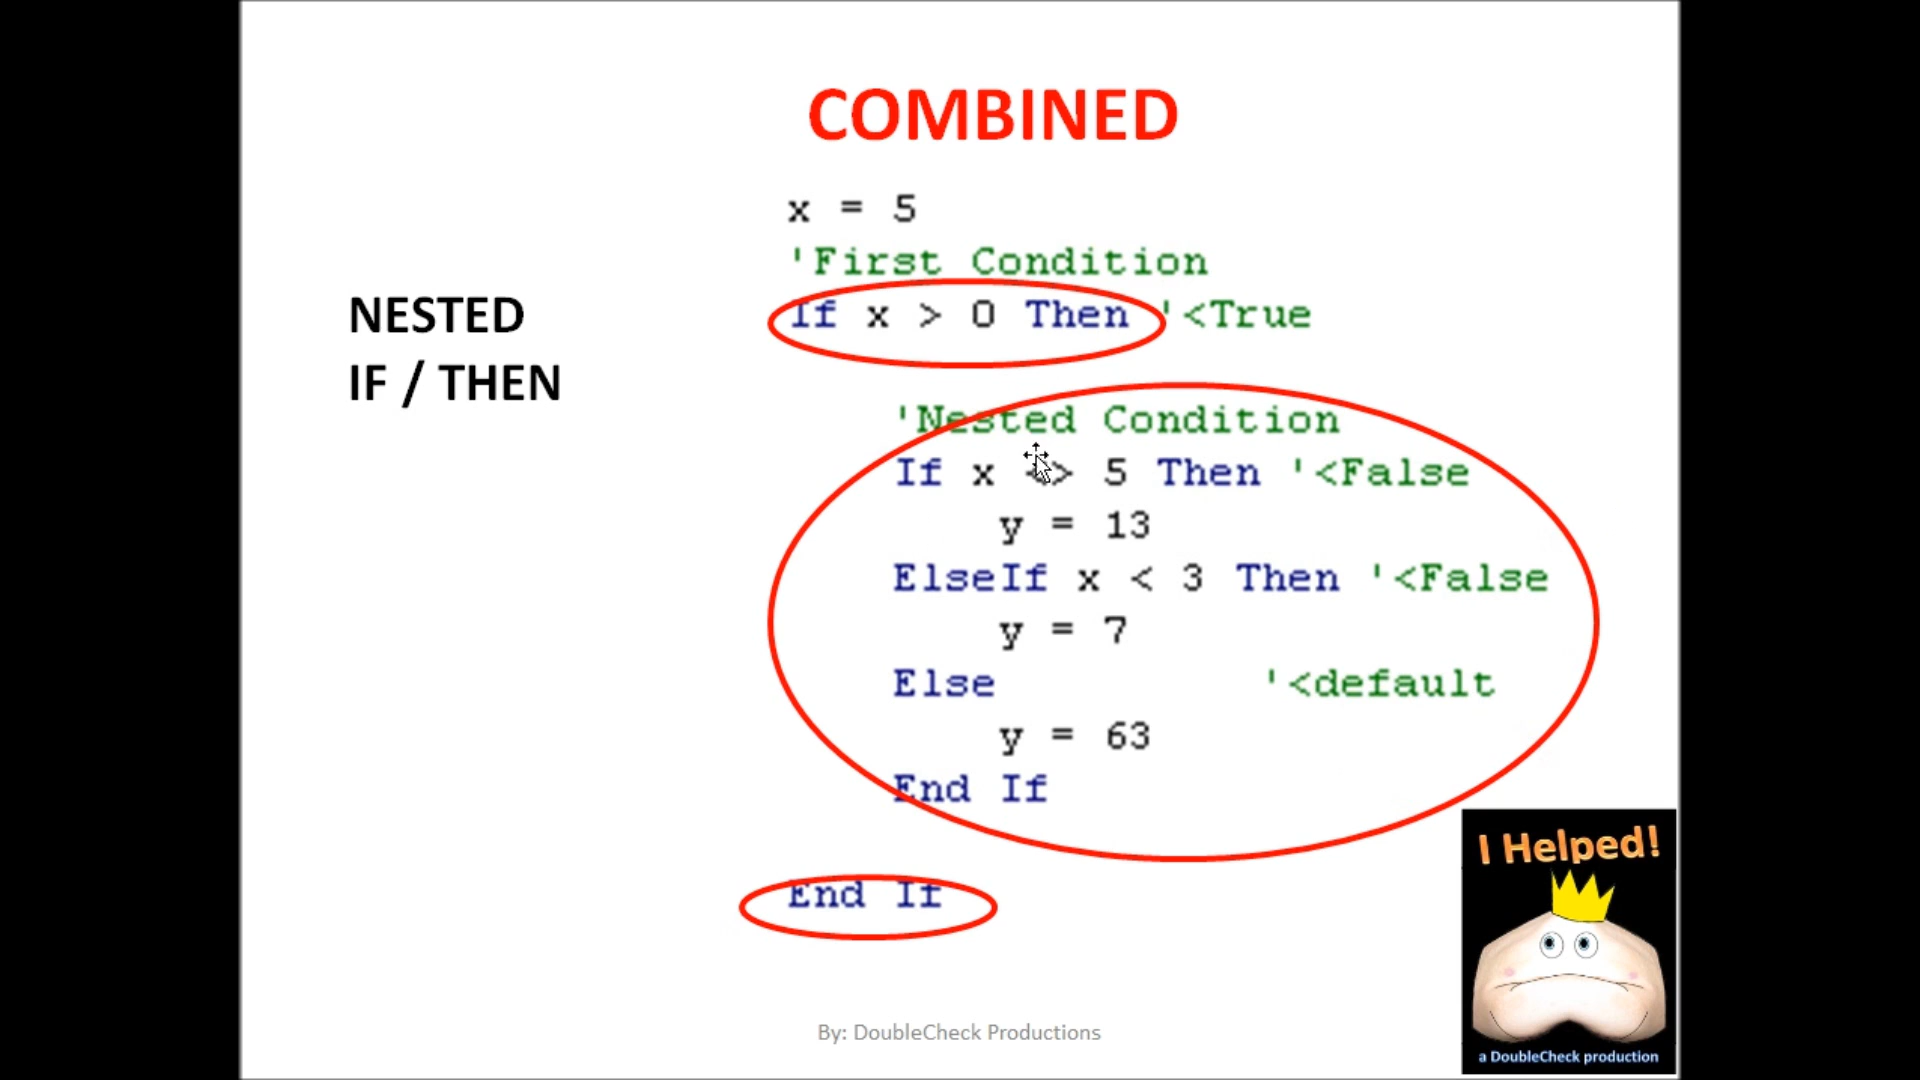 COMBINED
NESTED
IF / THEN
x = 5
'First Condition
If x > 0 Then '<True
'Nested Condition
If x <> 5 Then '<False
y = 13
ElseIf x < 3 Then '<False
y = 7
Else '<default
y = 63
End If
End If
I Helped!
a DoubleCheck production
By: DoubleCheck Productions